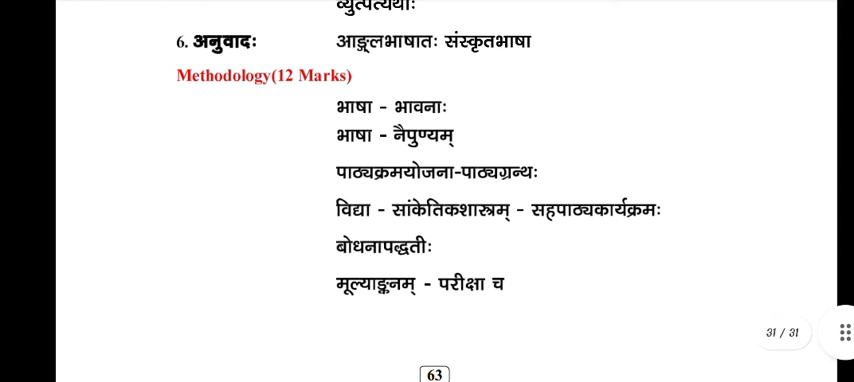 व्युत्पत्यर्थाः
6. अनुवादः आङ्ग्लभाषातः संस्कृतभाषा
Methodology(12 Marks)
भाषा - भावनाः
भाषा - नैपुण्यम्
पाठ्यक्रमयोजना-पाठ्यग्रन्थः
विद्या - सांकेतिकशास्त्रम् - सहपाठ्यकार्यक्रमः
बोधनापद्धतीः
मूल्याङ्कनम् - परीक्षा च
31 / 31
63